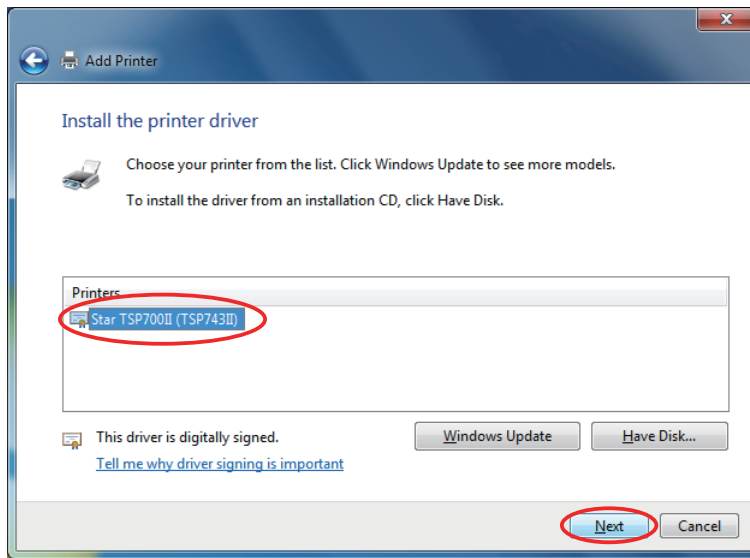 Add Printer
Install the printer driver
Choose your printer from the list. Click Windows Update to see more models.
To install the driver from an installation CD, click Have Disk.
Printers
Star TSP700II (TSP743II)
This driver is digitally signed.
Windows Update
Have Disk...
Tell me why driver signing is important
Next
Cancel